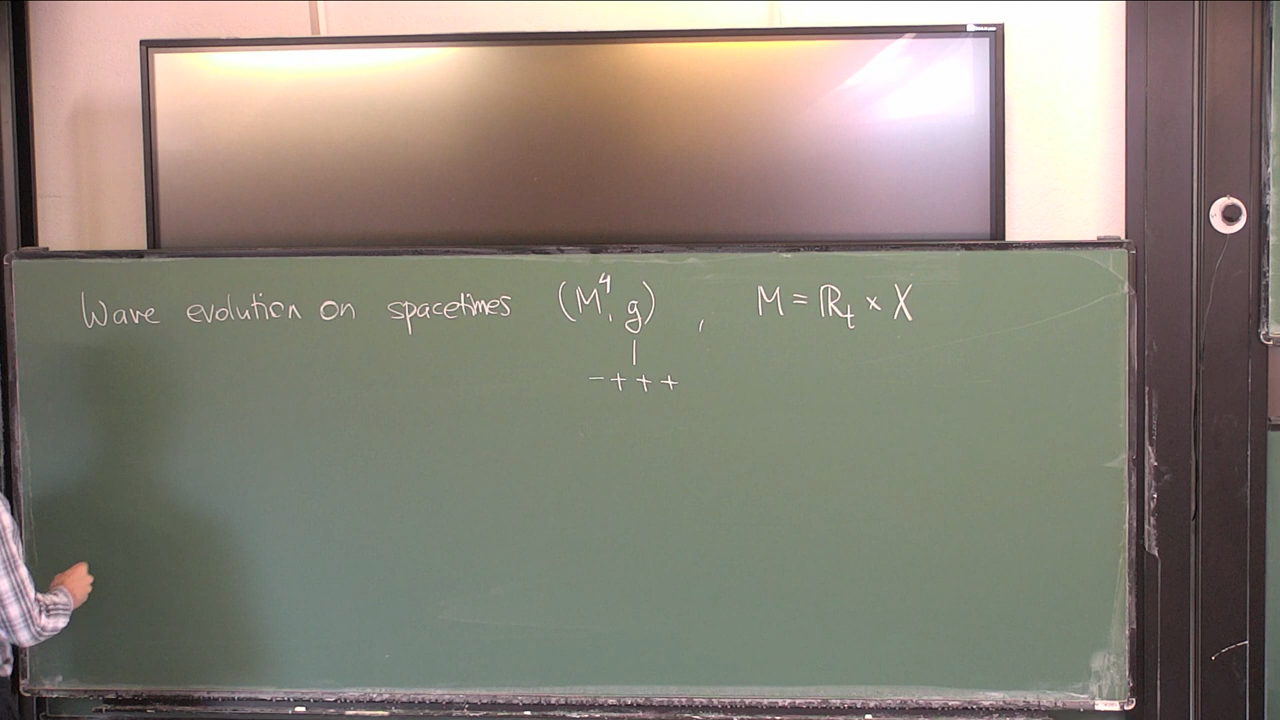 Wave evolution on spacetimes (M⁴, g) , M = ℝₜ × X
− + + +